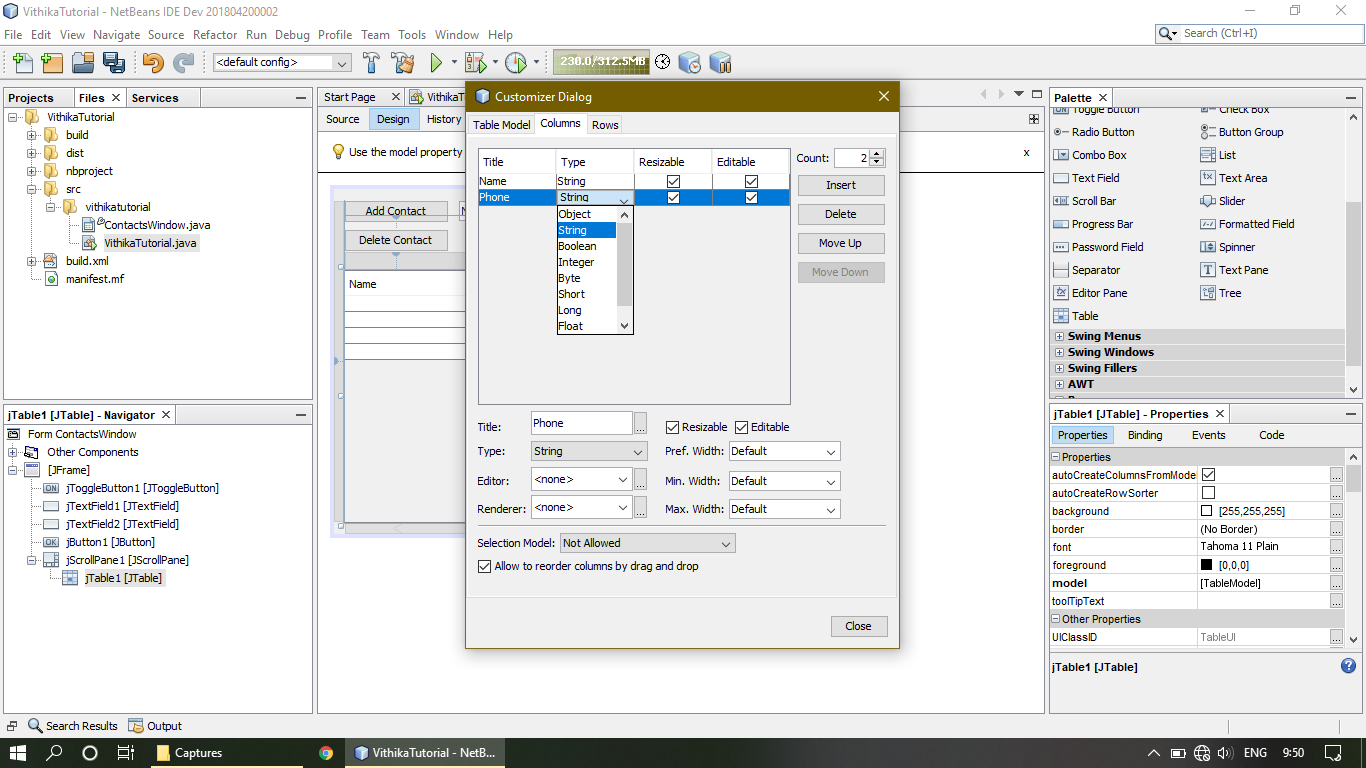 VithikaTutorial - NetBeans IDE Dev 201804200002
File Edit View Navigate Source Refactor Run Debug Profile Team Tools Window Help
Search (Ctrl+I)
<default config>
230.0/312.5MB
Projects Files Services
VithikaTutorial
build
dist
nbproject
src
vithikatutorial
ContactsWindow.java
VithikaTutorial.java
build.xml
manifest.mf
jTable1 [JTable] - Navigator
Form ContactsWindow
Other Components
[JFrame]
jToggleButton1 [JToggleButton]
jTextField1 [JTextField]
jTextField2 [JTextField]
jButton1 [JButton]
jScrollPane1 [JScrollPane]
jTable1 [JTable]
Start Page
Source Design History
Use the model property
x
Add Contact
Delete Contact
Name
Customizer Dialog
Table Model Columns Rows
Title Type Resizable Editable
Name String
Phone String
Object
String
Boolean
Integer
Byte
Short
Long
Float
Count: 2
Insert
Delete
Move Up
Move Down
Title: Phone ... Resizable Editable
Type: String Pref. Width: Default
Editor: <none> ... Min. Width: Default
Renderer: <none> ... Max. Width: Default
Selection Model: Not Allowed
Allow to reorder columns by drag and drop
Close
Palette
Toggle Button Check Box
Radio Button Button Group
Combo Box List
Text Field Text Area
Scroll Bar Slider
Progress Bar Formatted Field
Password Field Spinner
Separator Text Pane
Editor Pane Tree
Table
Swing Menus
Swing Windows
Swing Fillers
AWT
jTable1 [JTable] - Properties
Properties Binding Events Code
Properties
autoCreateColumnsFromModel ...
autoCreateRowSorter ...
background [255,255,255] ...
border (No Border) ...
font Tahoma 11 Plain ...
foreground [0,0,0] ...
model [TableModel] ...
toolTipText ...
Other Properties
UIClassID TableUI ...
jTable1 [JTable]
Search Results Output
Captures
VithikaTutorial - NetB...
ENG 9:50